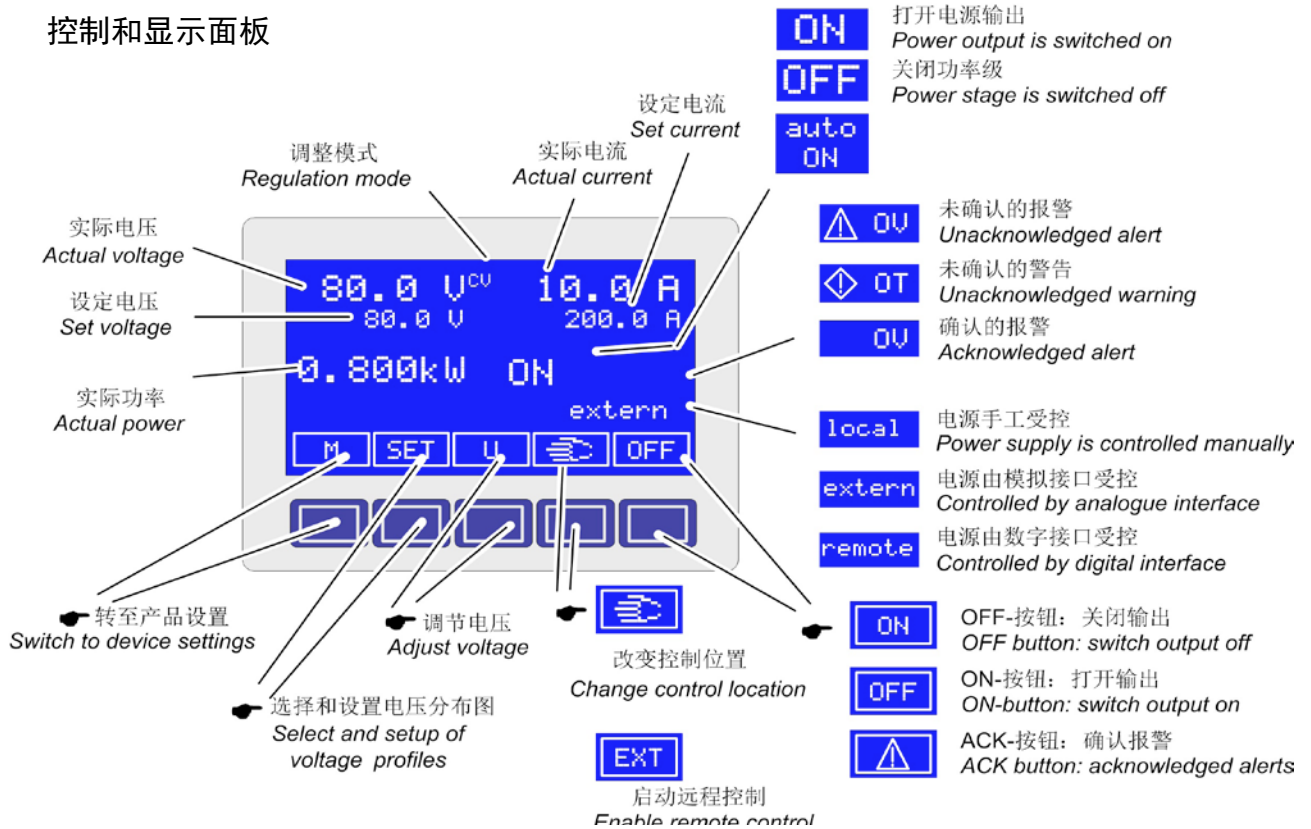 控制和显示面板
ON
打开电源输出
Power output is switched on
OFF
关闭功率级
Power stage is switched off
auto
ON
设定电流
Set current
调整模式
Regulation mode
实际电流
Actual current
实际电压
Actual voltage
设定电压
Set voltage
实际功率
Actual power
80.0 V CV 10.0 A
80.0 V 200.0 A
0.800kW ON
extern
M SET U OFF
OV
未确认的报警
Unacknowledged alert
OT
未确认的警告
Unacknowledged warning
OV
确认的报警
Acknowledged alert
local
电源手工受控
Power supply is controlled manually
extern
电源由模拟接口受控
Controlled by analogue interface
remote
电源由数字接口受控
Controlled by digital interface
转至产品设置
Switch to device settings
调节电压
Adjust voltage
选择和设置电压分布图
Select and setup of
voltage profiles
改变控制位置
Change control location
EXT
启动远程控制
Enable remote control
ON
OFF-按钮：关闭输出
OFF button: switch output off
OFF
ON-按钮：打开输出
ON-button: switch output on
ACK-按钮：确认报警
ACK button: acknowledged alerts